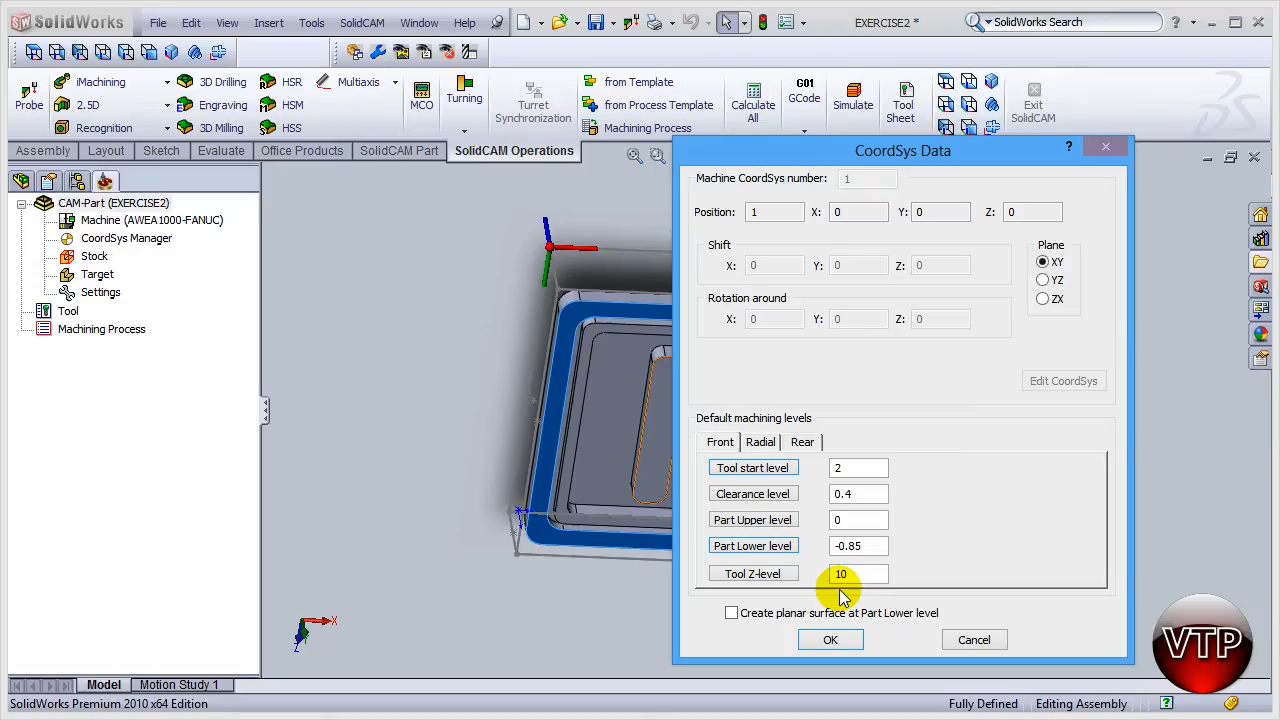 SolidWorks File Edit View Insert Tools SolidCAM Window Help EXERCISE2 * SolidWorks Search ?
Probe iMachining 2.5D Recognition 3D Drilling Engraving 3D Milling HSR HSM HSS Multiaxis MCO Turning Turret Synchronization from Template from Process Template Machining Process Calculate All G01 GCode Simulate Tool Sheet Exit SolidCAM
Assembly Layout Sketch Evaluate Office Products SolidCAM Part SolidCAM Operations
CAM-Part (EXERCISE2)
Machine (AWEA1000-FANUC)
CoordSys Manager
Stock
Target
Settings
Tool
Machining Process
X
Z
CoordSys Data ?
Machine CoordSys number: 1
Position: 1 X: 0 Y: 0 Z: 0
Shift
X: 0 Y: 0 Z: 0
Rotation around
X: 0 Y: 0 Z: 0
Plane
XY
YZ
ZX
Edit CoordSys
Default machining levels
Front Radial Rear
Tool start level 2
Clearance level 0.4
Part Upper level 0
Part Lower level -0.85
Tool Z-level 10
Create planar surface at Part Lower level
OK Cancel
VTP
Model Motion Study 1
SolidWorks Premium 2010 x64 Edition Fully Defined Editing Assembly ?